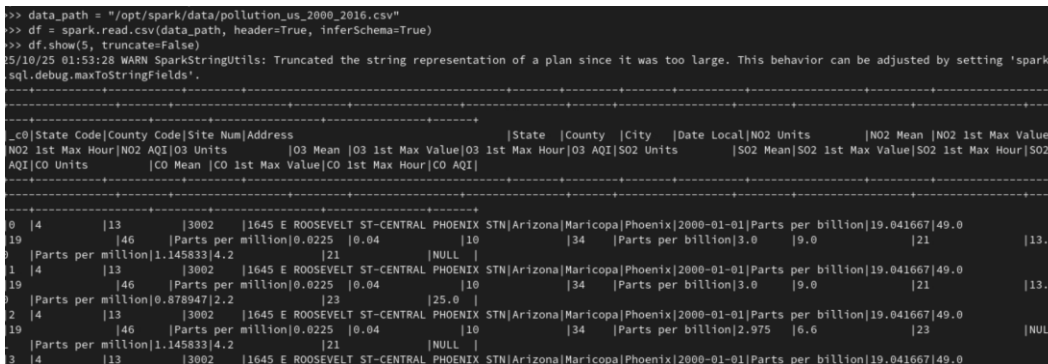 >>> data_path = "/opt/spark/data/pollution_us_2000_2016.csv"
>>> df = spark.read.csv(data_path, header=True, inferSchema=True)
>>> df.show(5, truncate=False)
25/10/25 01:53:28 WARN SparkStringUtils: Truncated the string representation of a plan since it was too large. This behavior can be adjusted by setting 'spark
.sql.debug.maxToStringFields'.
|_c0|State Code|County Code|Site Num|Address |State |County |City |Date Local|NO2 Units |NO2 Mean |NO2 1st Max Value
|NO2 1st Max Hour|NO2 AQI|O3 Units |O3 Mean |O3 1st Max Value|O3 1st Max Hour|O3 AQI|SO2 Units |SO2 Mean|SO2 1st Max Value|SO2 1st Max Hour|SO2
AQI|CO Units |CO Mean |CO 1st Max Value|CO 1st Max Hour|CO AQI|
|0 |4 |13 |3002 |1645 E ROOSEVELT ST-CENTRAL PHOENIX STN|Arizona|Maricopa|Phoenix|2000-01-01|Parts per billion|19.041667|49.0
|19 |46 |Parts per million|0.0225 |0.04 |10 |34 |Parts per billion|3.0 |9.0 |21 |13.
|Parts per million|1.145833|4.2 |21 |NULL |
|1 |4 |13 |3002 |1645 E ROOSEVELT ST-CENTRAL PHOENIX STN|Arizona|Maricopa|Phoenix|2000-01-01|Parts per billion|19.041667|49.0
|19 |46 |Parts per million|0.0225 |0.04 |10 |34 |Parts per billion|3.0 |9.0 |21 |13.
|Parts per million|0.878947|2.2 |23 |25.0 |
|2 |4 |13 |3002 |1645 E ROOSEVELT ST-CENTRAL PHOENIX STN|Arizona|Maricopa|Phoenix|2000-01-01|Parts per billion|19.041667|49.0
|19 |46 |Parts per million|0.0225 |0.04 |10 |34 |Parts per billion|2.975 |6.6 |23 |NUL
|Parts per million|1.145833|4.2 |21 |NULL |
|3 |4 |13 |3002 |1645 E ROOSEVELT ST-CENTRAL PHOENIX STN|Arizona|Maricopa|Phoenix|2000-01-01|Parts per billion|19.041667|49.0